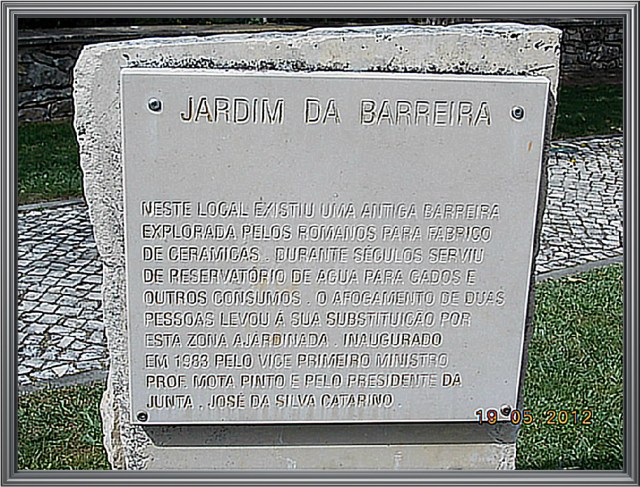 JARDIM DA BARREIRA
NESTE LOCAL EXISTIU UMA ANTIGA BARREIRA
EXPLORADA PELOS ROMANOS PARA FABRICO
DE CERAMICAS . DURANTE SÉCULOS SERVIU
DE RESERVATÓRIO DE AGUA PARA GADOS E
OUTROS CONSUMOS . O AFOGAMENTO DE DUAS
PESSOAS LEVOU Á SUA SUBSTITUIÇAO POR
ESTA ZONA AJARDINADA . INAUGURADO
EM 1983 PELO VICE PRIMEIRO MINISTRO
PROF. MOTA PINTO E PELO PRESIDENTE DA
JUNTA . JOSÉ DA SILVA CATARINO .
19.05.2012